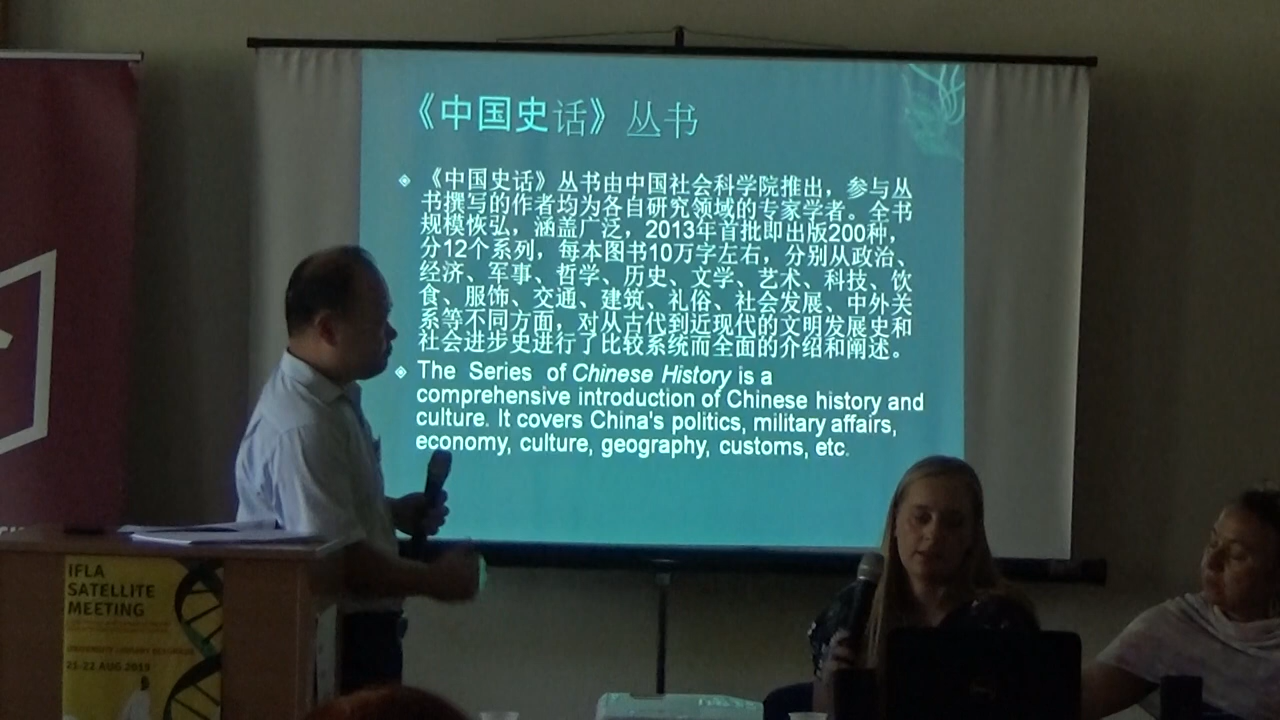 《中国史话》丛书
《中国史话》丛书由中国社会科学院推出，参与丛
书撰写的作者均为各自研究领域的专家学者。全书
规模恢弘，涵盖广泛，2013年首批即出版200种，
分12个系列，每本图书10万字左右，分别从政治、
经济、军事、哲学、历史、文学、艺术、科技、饮
食、服饰、交通、建筑、礼俗、社会发展、中外关
系等不同方面，对从古代到近现代的文明发展史和
社会进步史进行了比较系统而全面的介绍和阐述。
The Series of Chinese History is a
comprehensive introduction of Chinese history and
culture. It covers China's politics, military affairs,
economy, culture, geography, customs, etc.
IFLA
SATELLITE
MEETING
UNIVERSITY LIBRARY BELGRADE
21-22 AUG 2019